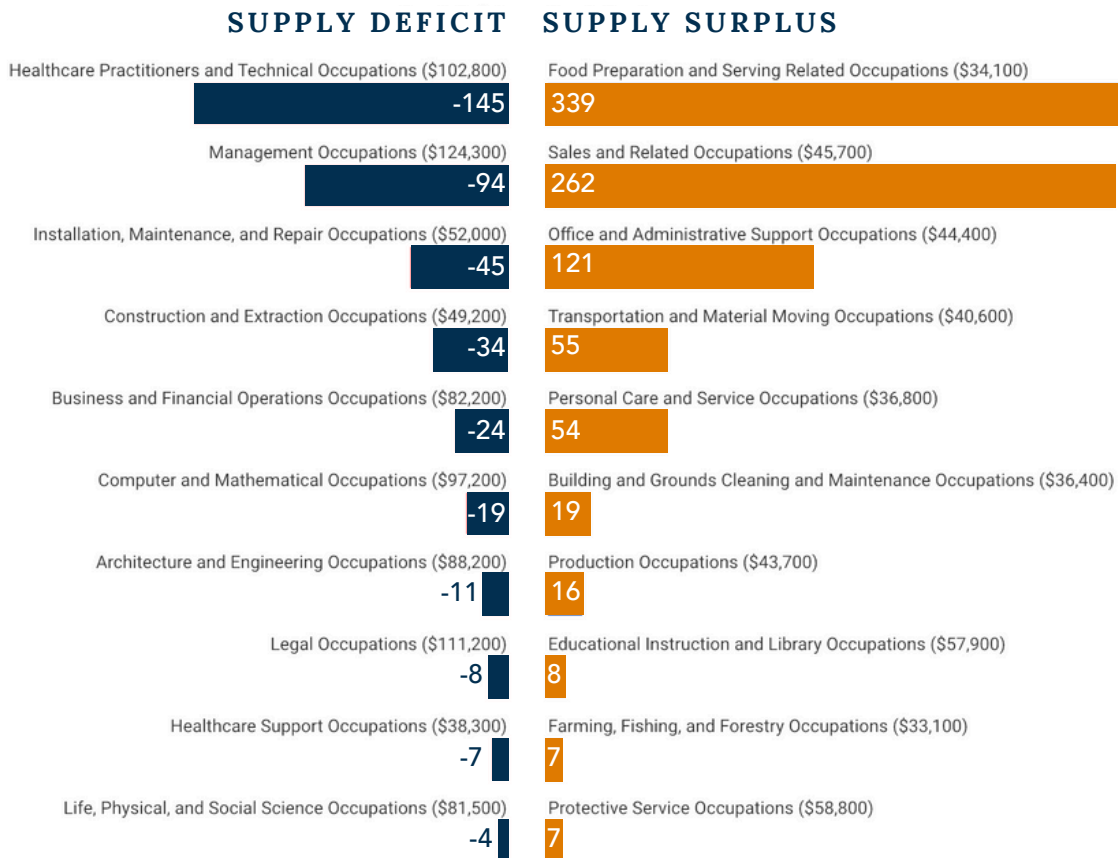 SUPPLY DEFICIT SUPPLY SURPLUS
Healthcare Practitioners and Technical Occupations ($102,800)
-145
Food Preparation and Serving Related Occupations ($34,100)
339
Management Occupations ($124,300)
-94
Sales and Related Occupations ($45,700)
262
Installation, Maintenance, and Repair Occupations ($52,000)
-45
Office and Administrative Support Occupations ($44,400)
121
Construction and Extraction Occupations ($49,200)
-34
Transportation and Material Moving Occupations ($40,600)
55
Business and Financial Operations Occupations ($82,200)
-24
Personal Care and Service Occupations ($36,800)
54
Computer and Mathematical Occupations ($97,200)
-19
Building and Grounds Cleaning and Maintenance Occupations ($36,400)
19
Architecture and Engineering Occupations ($88,200)
-11
Production Occupations ($43,700)
16
Legal Occupations ($111,200)
-8
Educational Instruction and Library Occupations ($57,900)
8
Healthcare Support Occupations ($38,300)
-7
Farming, Fishing, and Forestry Occupations ($33,100)
7
Life, Physical, and Social Science Occupations ($81,500)
-4
Protective Service Occupations ($58,800)
7